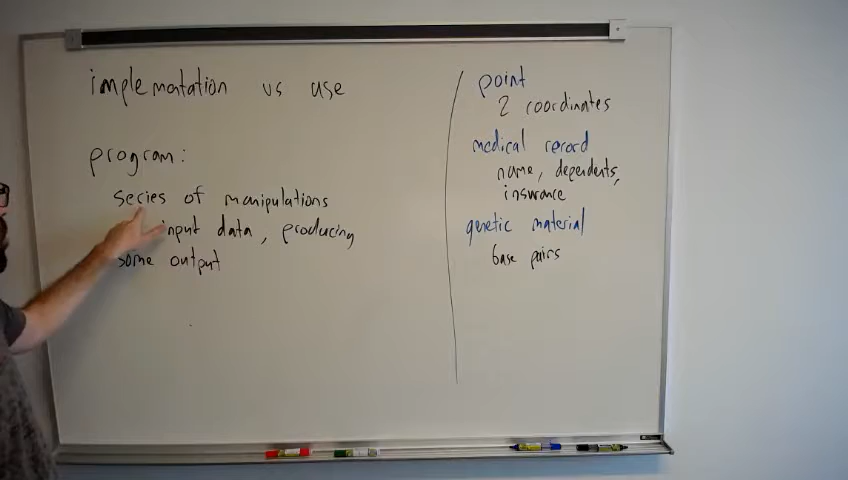 implematation vs use
program:
series of manipulations
input data, producing
some output
point
2 coordinates
medical record
name, dependents,
insurance
genetic material
base pairs